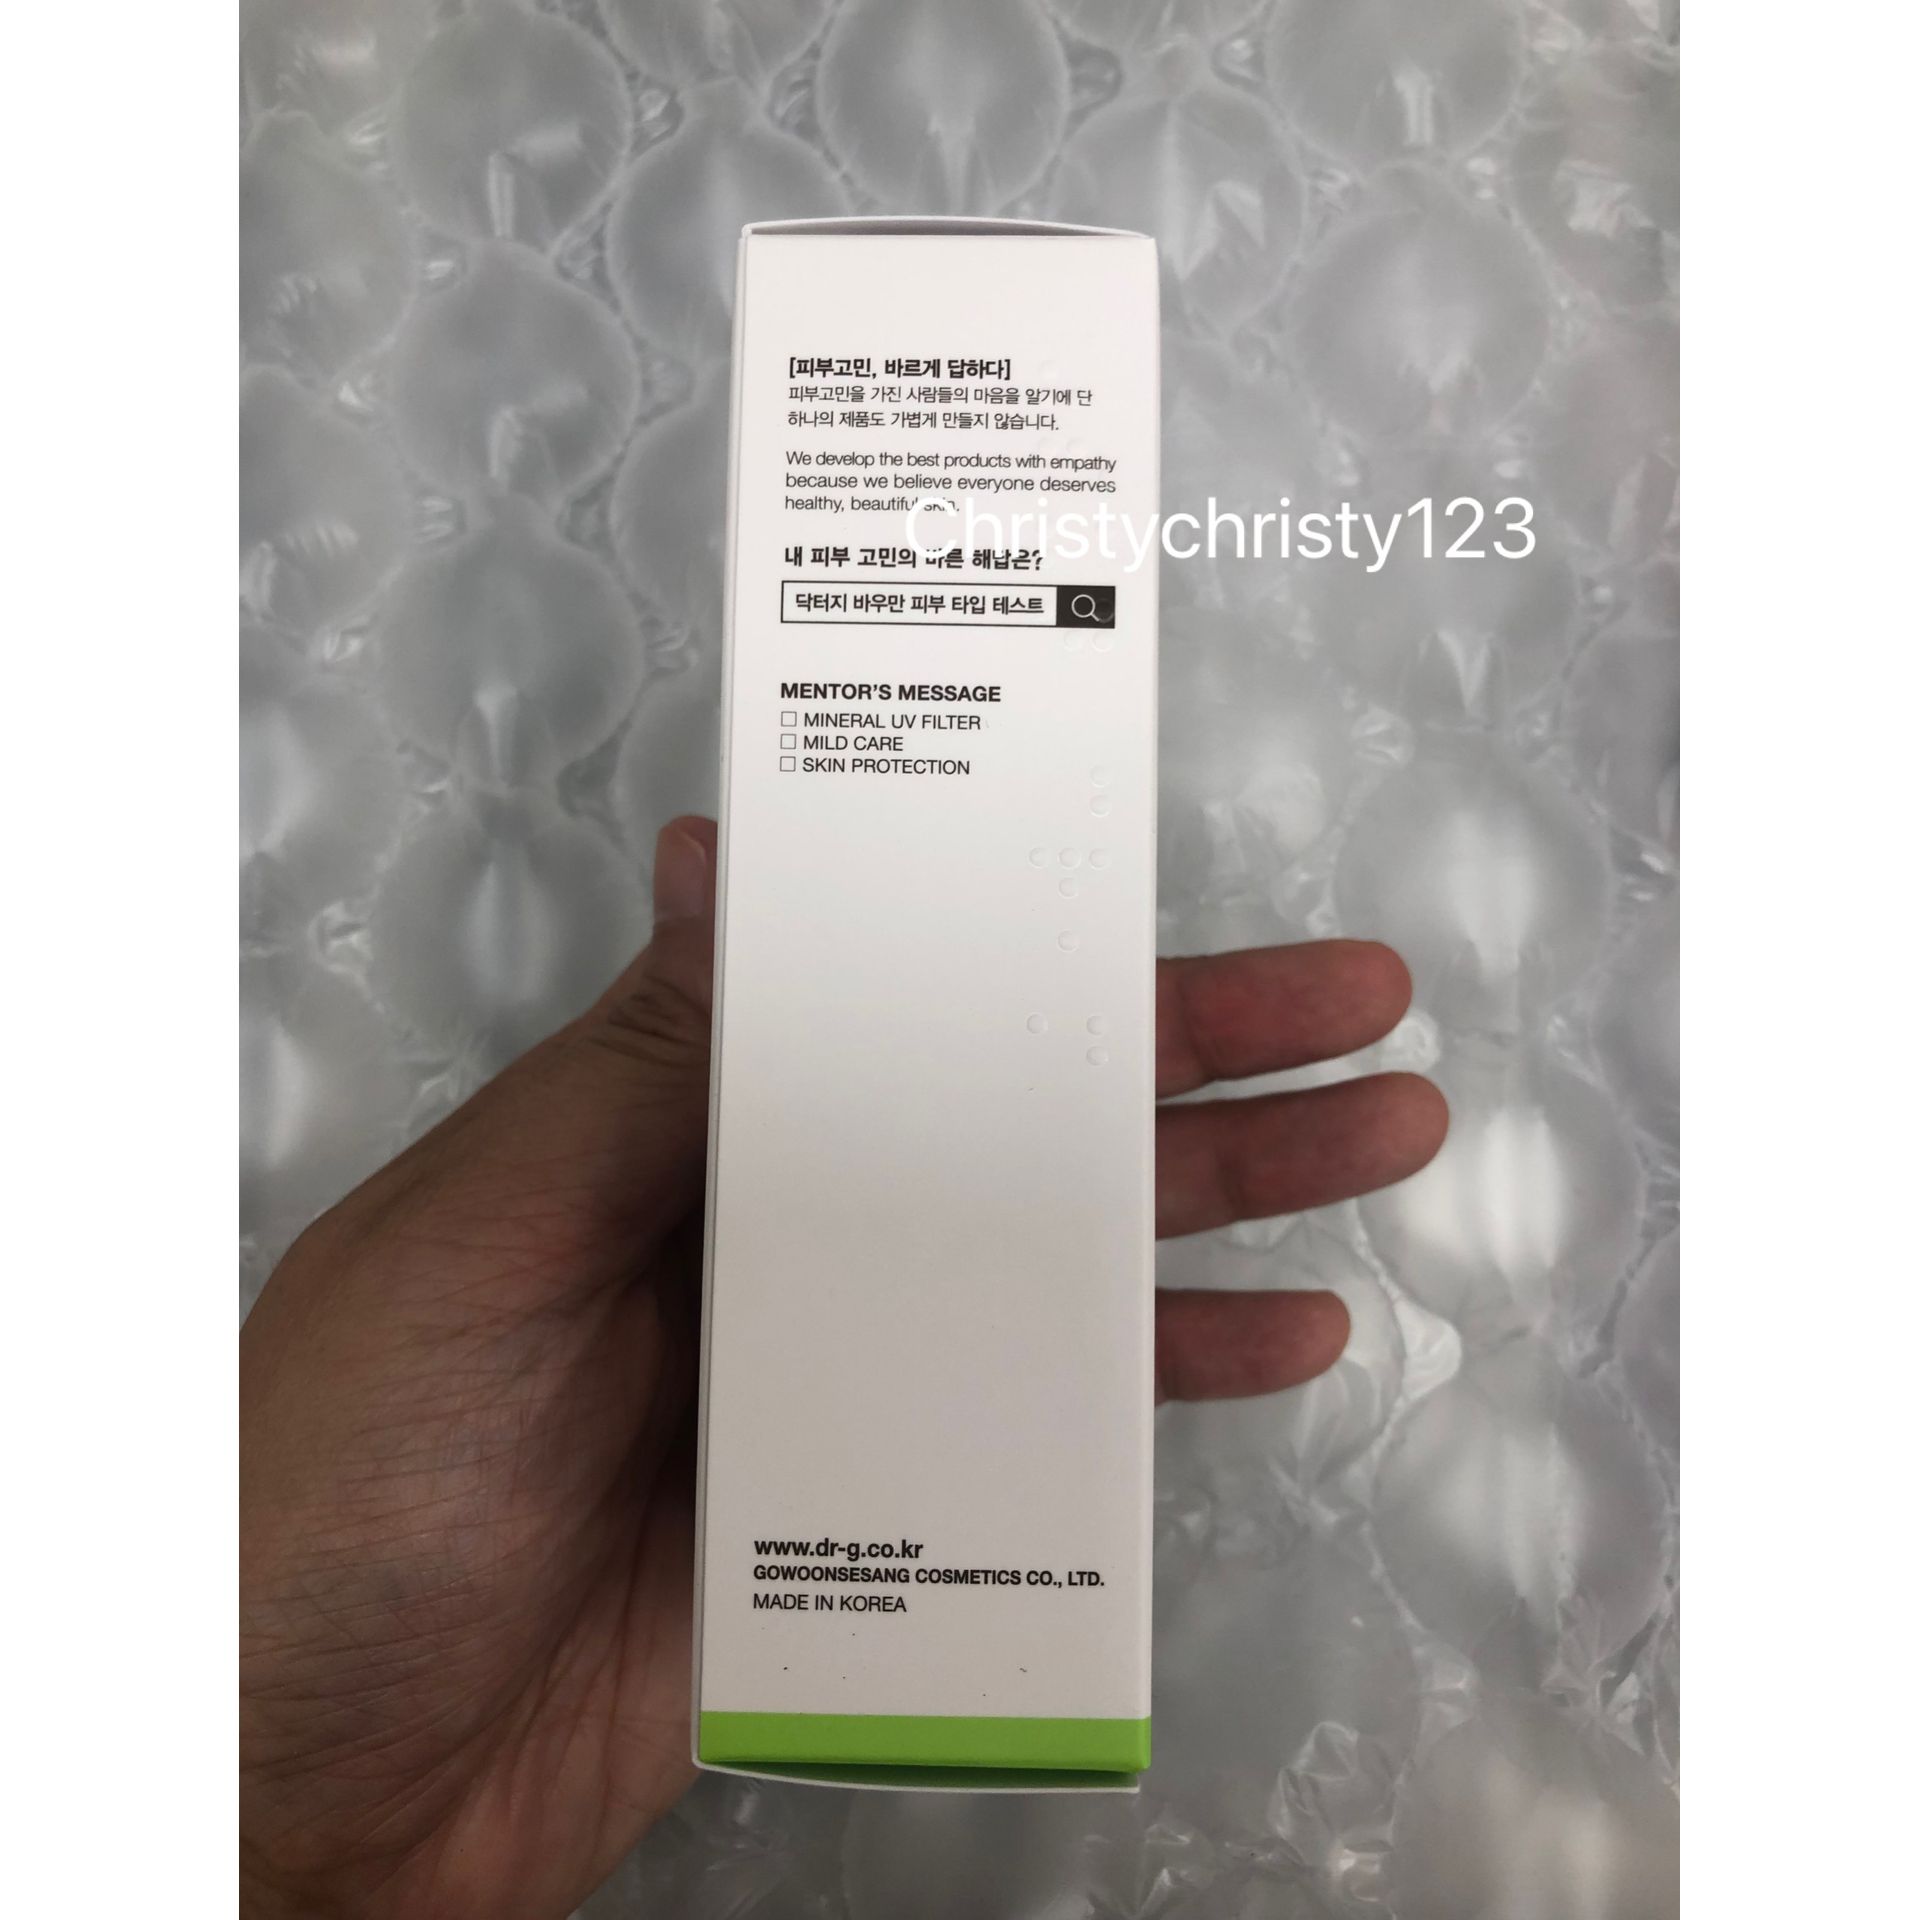 [피부고민, 바르게 답하다]
피부고민을 가진 사람들의 마음을 알기에 단
하나의 제품도 가볍게 만들지 않습니다.
We develop the best products with empathy
because we believe everyone deserves
healthy, beautiful skin.
Christychristy123
내 피부 고민의 바른 해답은?
닥터지 바우만 피부 타입 테스트
MENTOR'S MESSAGE
□ MINERAL UV FILTER
□ MILD CARE
□ SKIN PROTECTION
www.dr-g.co.kr
GOWOONSESANG COSMETICS CO., LTD.
MADE IN KOREA